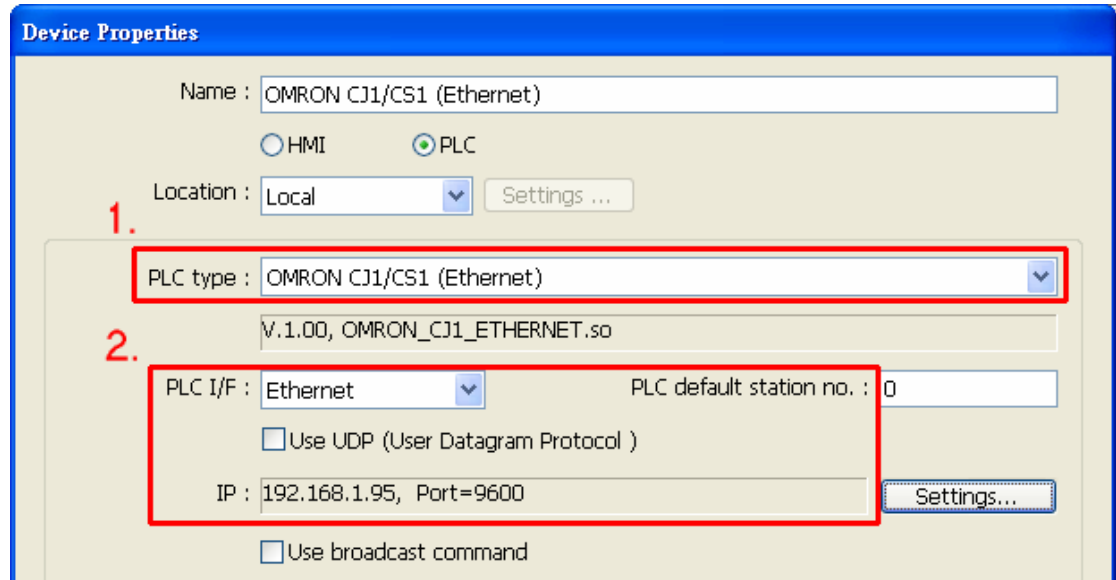 Device Properties
Name : OMRON CJ1/CS1 (Ethernet)
HMI PLC
Location : Local Settings ...
1.
PLC type : OMRON CJ1/CS1 (Ethernet)
V.1.00, OMRON_CJ1_ETHERNET.so
2.
PLC I/F : Ethernet PLC default station no. : 0
Use UDP (User Datagram Protocol )
IP : 192.168.1.95, Port=9600 Settings...
Use broadcast command